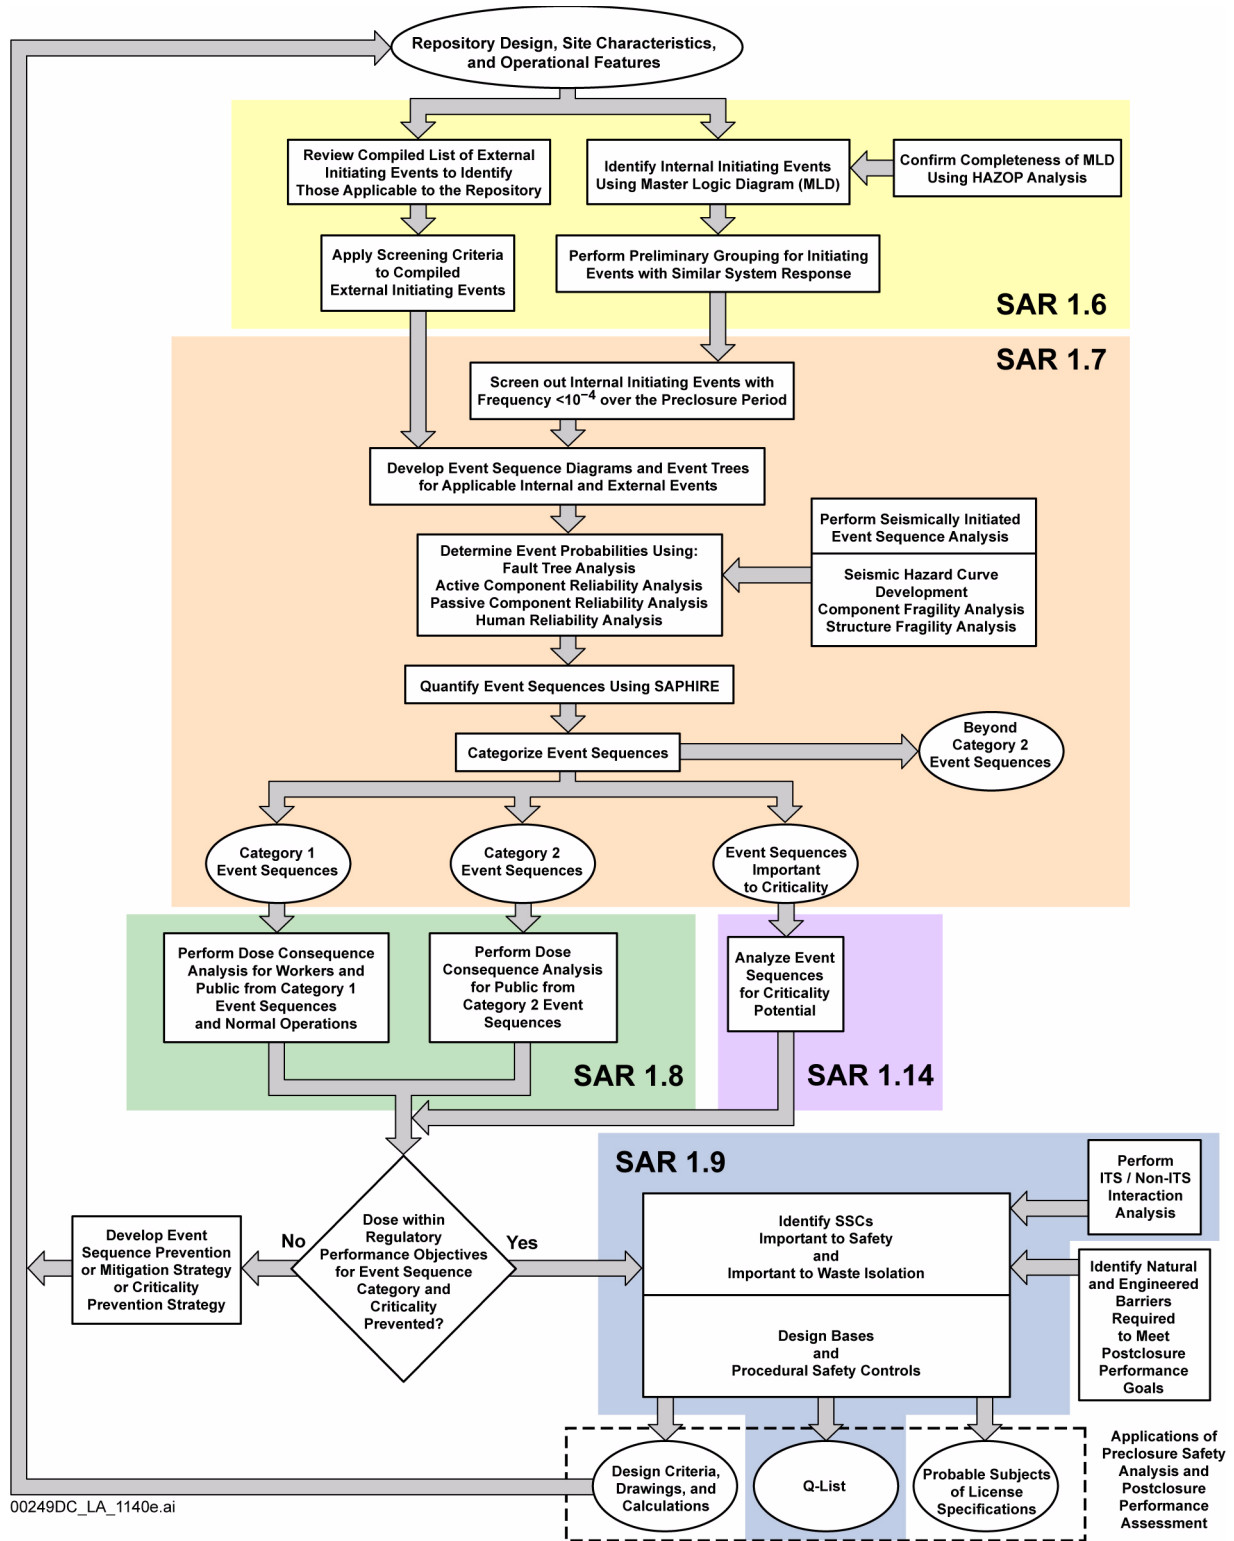 Repository Design, Site Characteristics,
and Operational Features
Review Compiled List of External
Initiating Events to Identify
Those Applicable to the Repository
Identify Internal Initiating Events
Using Master Logic Diagram (MLD)
Confirm Completeness of MLD
Using HAZOP Analysis
Apply Screening Criteria
to Compiled
External Initiating Events
Perform Preliminary Grouping for Initiating
Events with Similar System Response
SAR 1.6
SAR 1.7
Screen out Internal Initiating Events with
Frequency <10⁻⁴ over the Preclosure Period
Develop Event Sequence Diagrams and Event Trees
for Applicable Internal and External Events
Determine Event Probabilities Using:
Fault Tree Analysis
Active Component Reliability Analysis
Passive Component Reliability Analysis
Human Reliability Analysis
Perform Seismically Initiated
Event Sequence Analysis
Seismic Hazard Curve
Development
Component Fragility Analysis
Structure Fragility Analysis
Quantify Event Sequences Using SAPHIRE
Categorize Event Sequences
Beyond
Category 2
Event Sequences
Category 1
Event Sequences
Category 2
Event Sequences
Event Sequences
Important
to Criticality
Perform Dose Consequence
Analysis for Workers and
Public from Category 1
Event Sequences
and Normal Operations
Perform Dose
Consequence Analysis
for Public from
Category 2 Event
Sequences
Analyze Event
Sequences
for Criticality
Potential
SAR 1.8
SAR 1.14
Dose within
Regulatory
Performance Objectives
for Event Sequence
Category and
Criticality
Prevented?
No
Yes
Develop Event
Sequence Prevention
or Mitigation Strategy
or Criticality
Prevention Strategy
SAR 1.9
Identify SSCs
Important to Safety
and
Important to Waste Isolation
Design Bases
and
Procedural Safety Controls
Perform
ITS / Non-ITS
Interaction
Analysis
Identify Natural
and Engineered
Barriers
Required
to Meet
Postclosure
Performance
Goals
Design Criteria,
Drawings, and
Calculations
Q-List
Probable Subjects
of License
Specifications
Applications of
Preclosure Safety
Analysis and
Postclosure
Performance
Assessment
00249DC_LA_1140e.ai